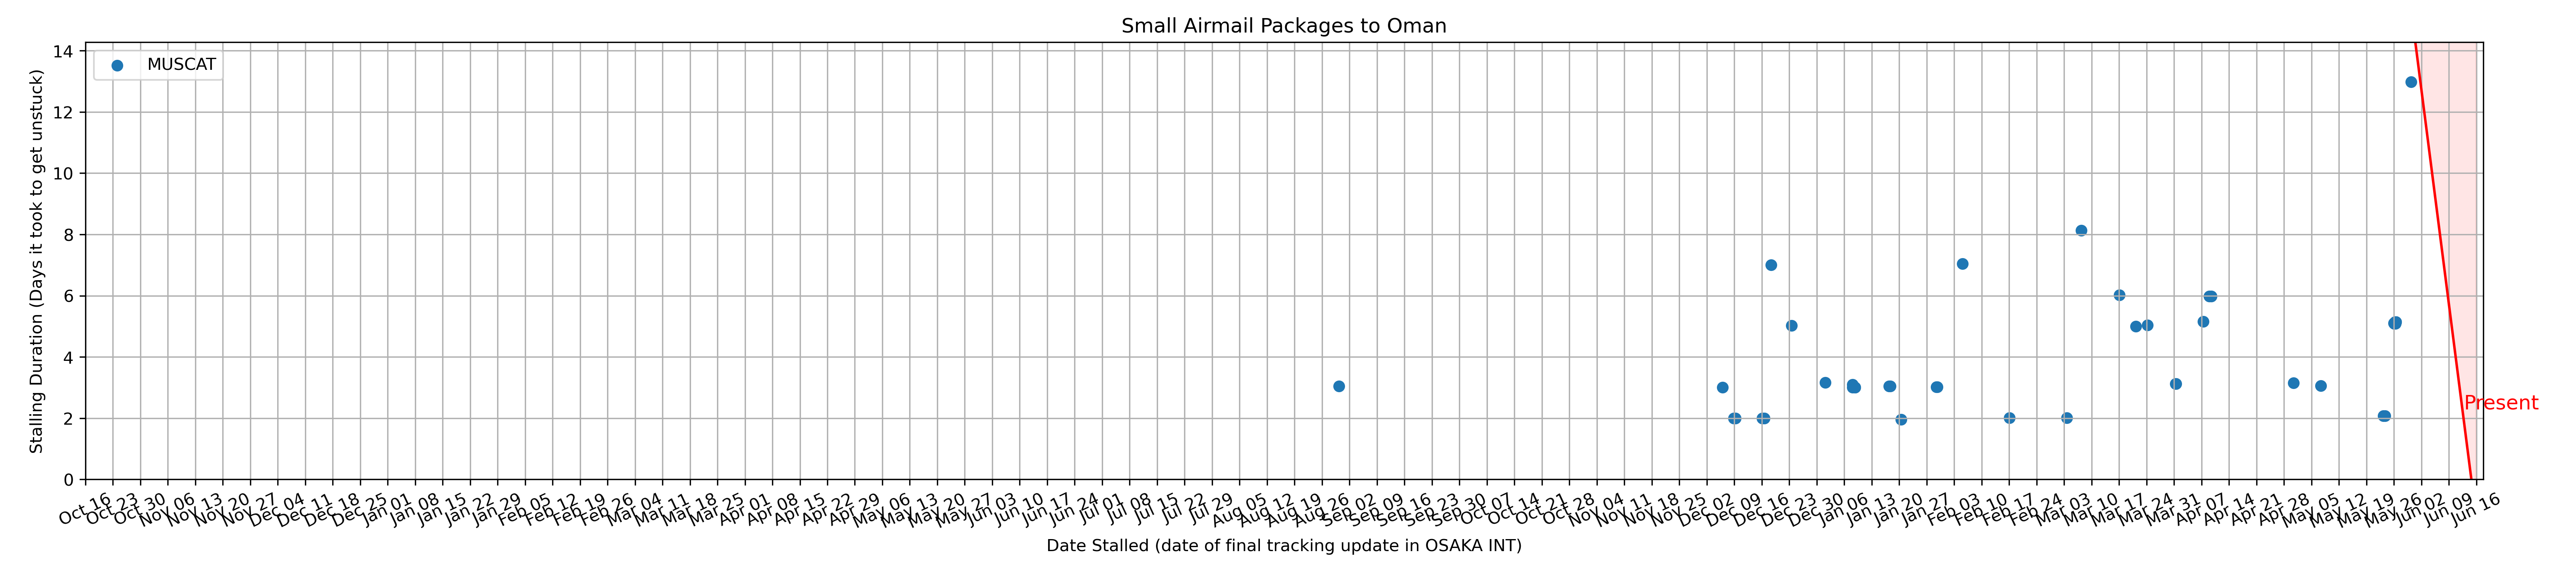 Small Airmail Packages to Oman
MUSCAT
Stalling Duration (Days it took to get unstuck)
14
12
10
8
6
4
2
0
Present
Oct 16 Oct 23 Oct 30 Nov 06 Nov 13 Nov 20 Nov 27 Dec 04 Dec 11 Dec 18 Dec 25 Jan 01 Jan 08 Jan 15 Jan 22 Jan 29 Feb 05 Feb 12 Feb 19 Feb 26 Mar 04 Mar 11 Mar 18 Mar 25 Apr 01 Apr 08 Apr 15 Apr 22 Apr 29 May 06 May 13 May 20 May 27 Jun 03 Jun 10 Jun 17 Jun 24 Jul 01 Jul 08 Jul 15 Jul 22 Jul 29 Aug 05 Aug 12 Aug 19 Aug 26 Sep 02 Sep 09 Sep 16 Sep 23 Sep 30 Oct 07 Oct 14 Oct 21 Oct 28 Nov 04 Nov 11 Nov 18 Nov 25 Dec 02 Dec 09 Dec 16 Dec 23 Dec 30 Jan 06 Jan 13 Jan 20 Jan 27 Feb 03 Feb 10 Feb 17 Feb 24 Mar 03 Mar 10 Mar 17 Mar 24 Mar 31 Apr 07 Apr 14 Apr 21 Apr 28 May 05 May 12 May 19 May 26 Jun 02 Jun 09 Jun 16
Date Stalled (date of final tracking update in OSAKA INT)